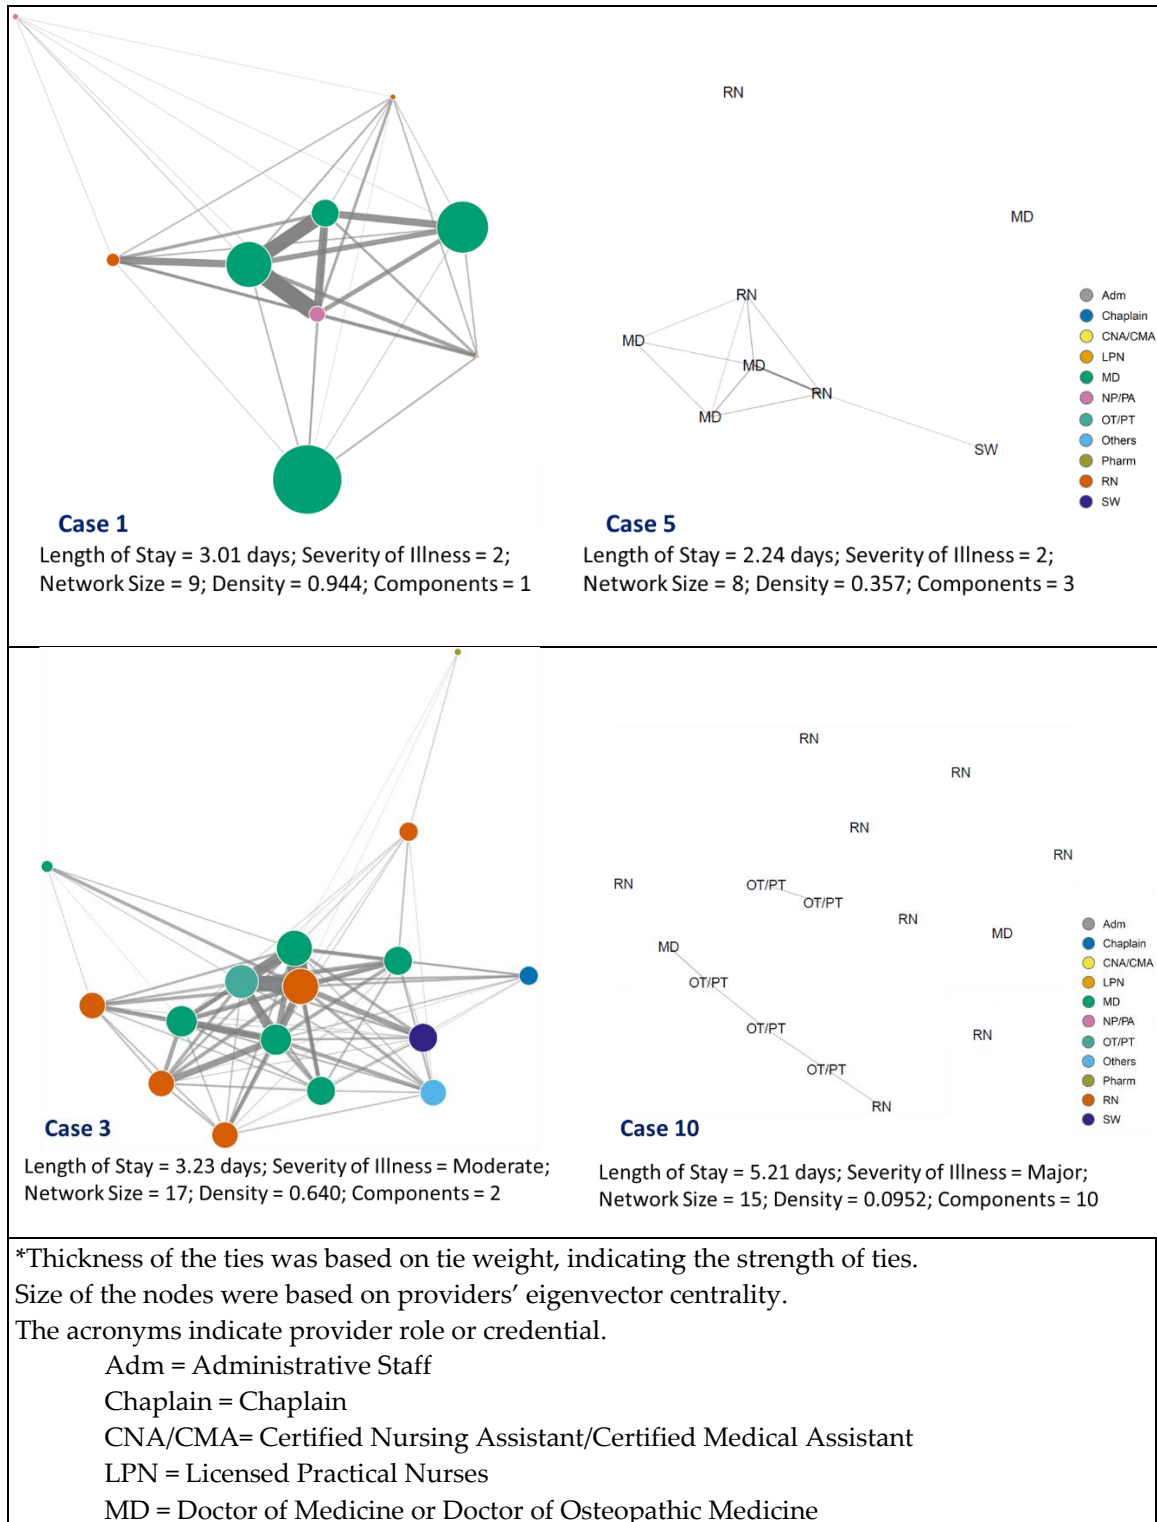 RN
MD
RN
MD
MD
RN
MD
SW
Adm
Chaplain
CNA/CMA
LPN
MD
NP/PA
OT/PT
Others
Pharm
RN
SW
Case 1
Length of Stay = 3.01 days; Severity of Illness = 2;
Network Size = 9; Density = 0.944; Components = 1
Case 5
Length of Stay = 2.24 days; Severity of Illness = 2;
Network Size = 8; Density = 0.357; Components = 3
RN
RN
RN
RN
RN
OT/PT
OT/PT
RN
MD
MD
OT/PT
OT/PT
RN
OT/PT
RN
Adm
Chaplain
CNA/CMA
LPN
MD
NP/PA
OT/PT
Others
Pharm
RN
SW
Case 3
Length of Stay = 3.23 days; Severity of Illness = Moderate;
Network Size = 17; Density = 0.640; Components = 2
Case 10
Length of Stay = 5.21 days; Severity of Illness = Major;
Network Size = 15; Density = 0.0952; Components = 10
*Thickness of the ties was based on tie weight, indicating the strength of ties.
Size of the nodes were based on providers’ eigenvector centrality.
The acronyms indicate provider role or credential.
Adm = Administrative Staff
Chaplain = Chaplain
CNA/CMA= Certified Nursing Assistant/Certified Medical Assistant
LPN = Licensed Practical Nurses
MD = Doctor of Medicine or Doctor of Osteopathic Medicine